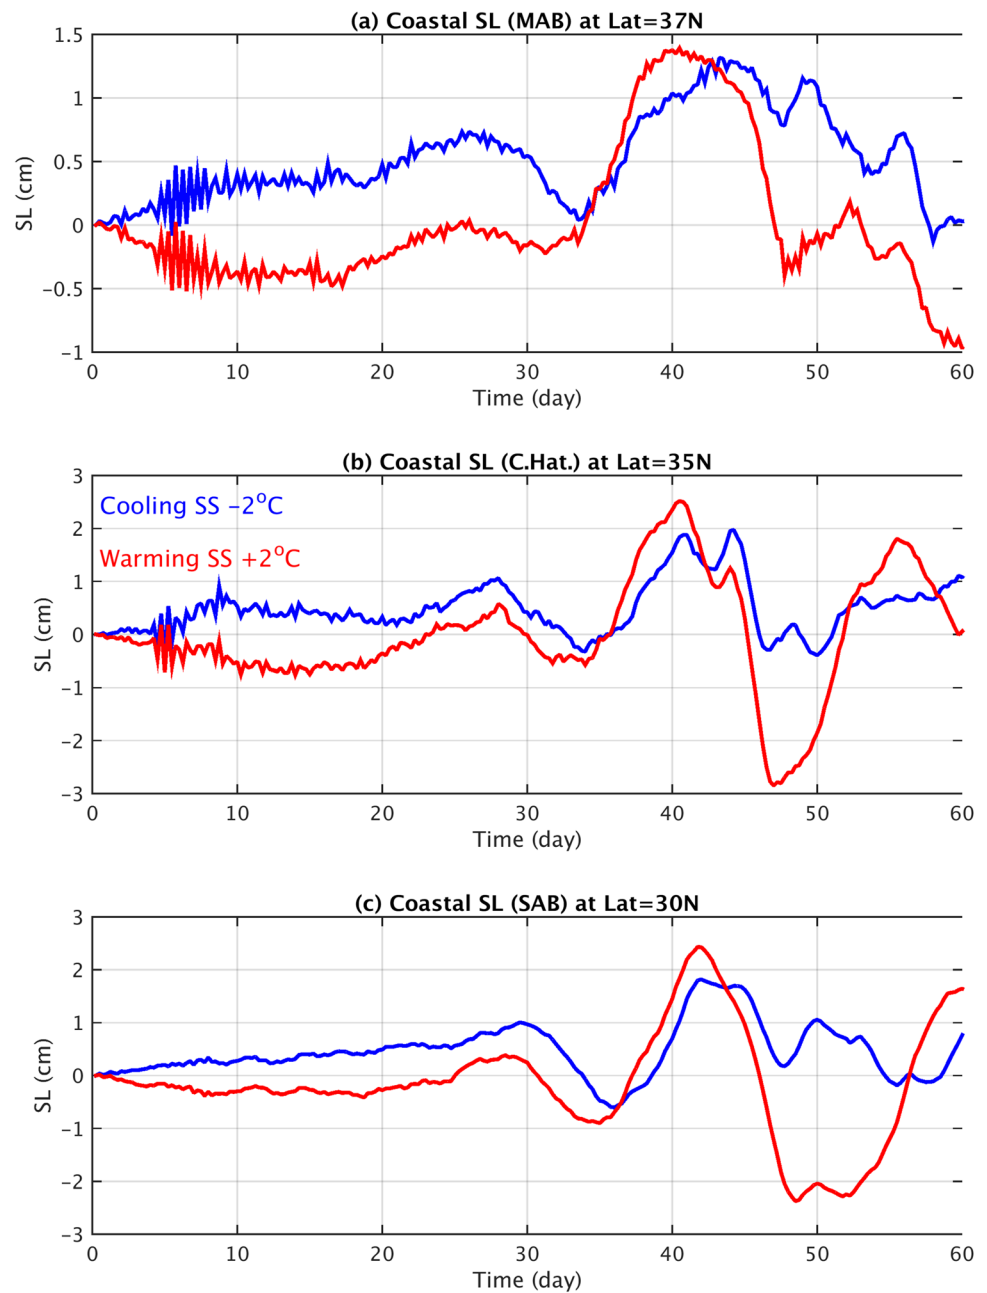 (a) Coastal SL (MAB) at Lat=37N
1.5
1
0.5
0
−0.5
−1
SL (cm)
0 10 20 30 40 50 60
Time (day)
(b) Coastal SL (C.Hat.) at Lat=35N
3
2
1
0
−1
−2
−3
SL (cm)
Cooling SS −2°C
Warming SS +2°C
0 10 20 30 40 50 60
Time (day)
(c) Coastal SL (SAB) at Lat=30N
3
2
1
0
−1
−2
−3
SL (cm)
0 10 20 30 40 50 60
Time (day)